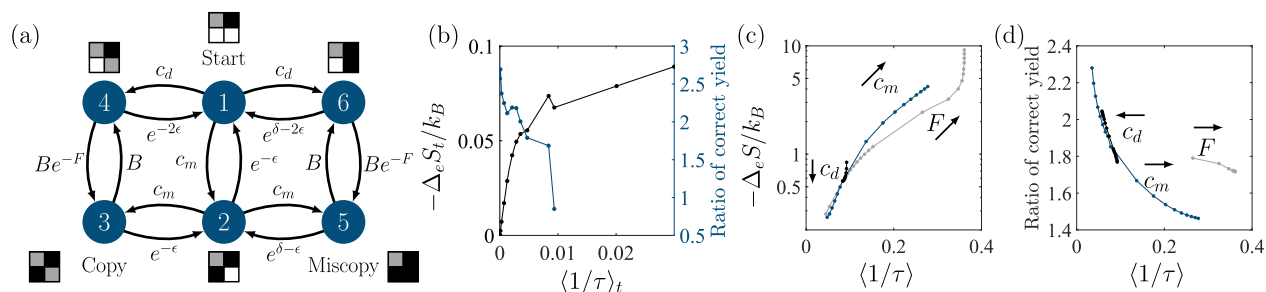 (a)
Start
c_d
c_d
4
1
6
e^{-2ϵ}
e^{δ-2ϵ}
Be^{-F}
B
c_m
e^{-ϵ}
B
Be^{-F}
c_m
c_m
3
2
5
e^{-ϵ}
e^{δ-ϵ}
Copy
Miscopy
(b)
−Δ_eS_t/k_B
0.1
0.05
0
0
0.01
0.02
⟨1/τ⟩_t
3
2.5
2
1.5
1
0.5
Ratio of correct yield
(c)
−Δ_eS/k_B
10
5
1
0.5
0
0.2
0.4
⟨1/τ⟩
c_m
F
c_d
(d)
Ratio of correct yield
2.4
2.2
2
1.8
1.6
1.4
0
0.2
0.4
⟨1/τ⟩
c_d
F
c_m